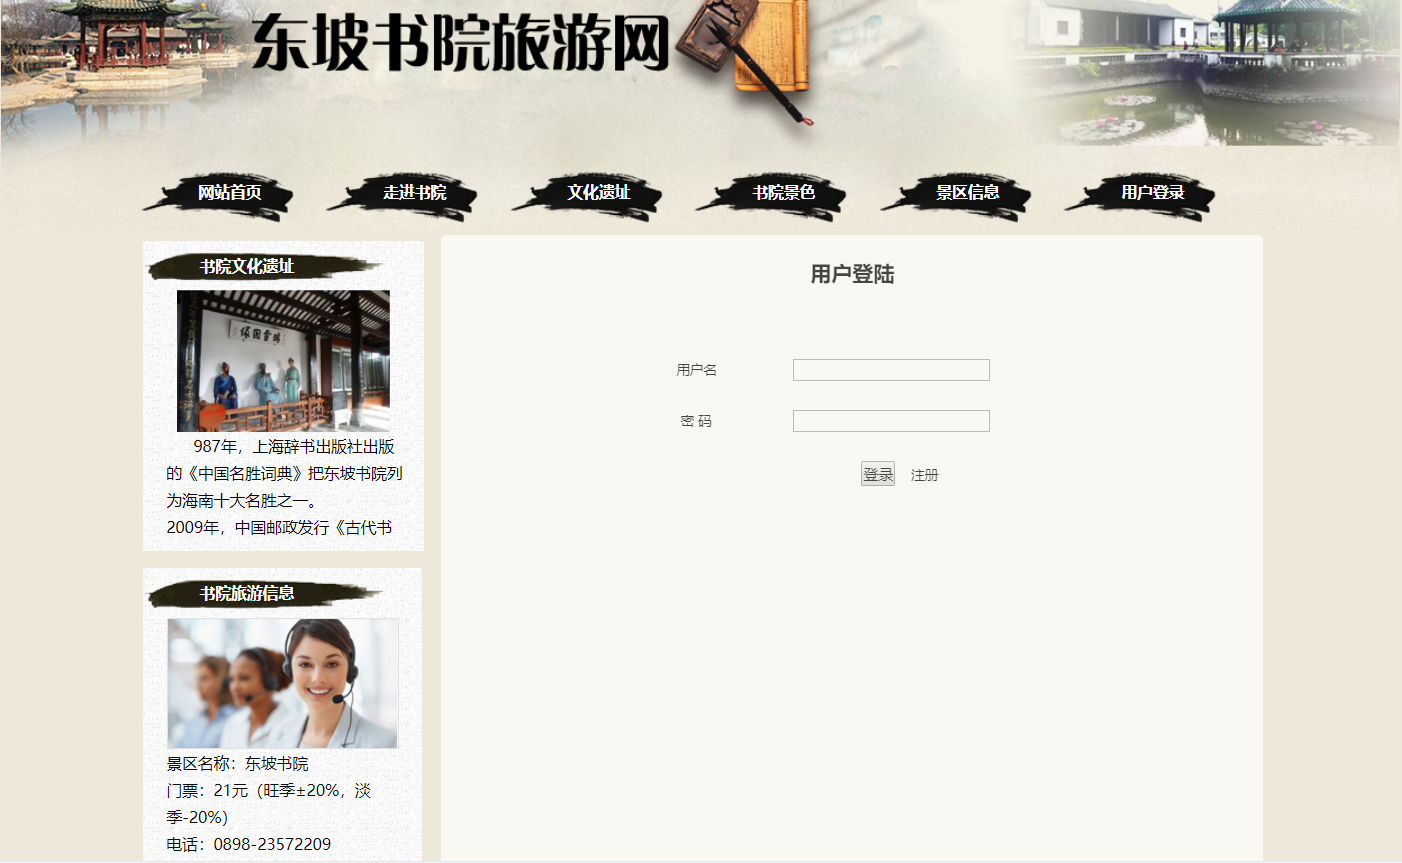 东坡书院旅游网
网站首页 走进书院 文化遗址 书院景色 景区信息 用户登录
书院文化遗址
987年，上海辞书出版社出版
的《中国名胜词典》把东坡书院列
为海南十大名胜之一。
2009年，中国邮政发行《古代书
书院旅游信息
景区名称：东坡书院
门票：21元（旺季±20%，淡
季-20%）
电话：0898-23572209
用户登陆
用户名
密 码
登录 注册